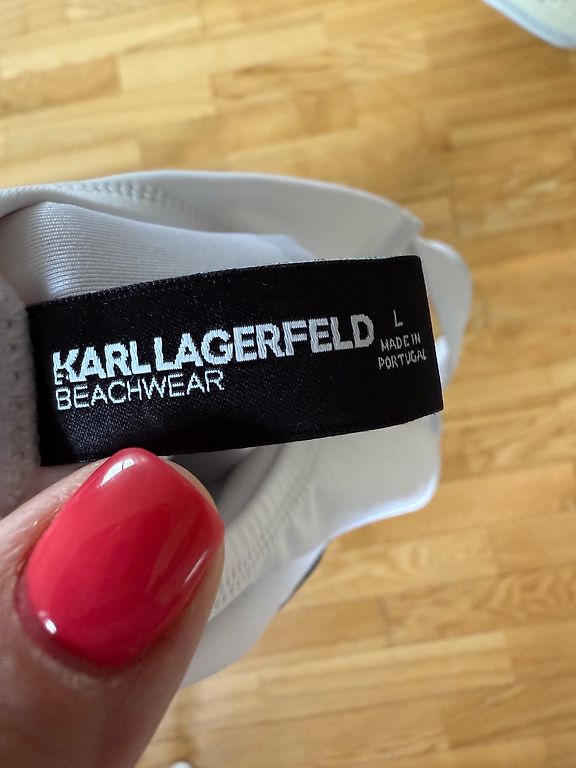 KARL LAGERFELD
BEACHWEAR
L
MADE IN
PORTUGAL